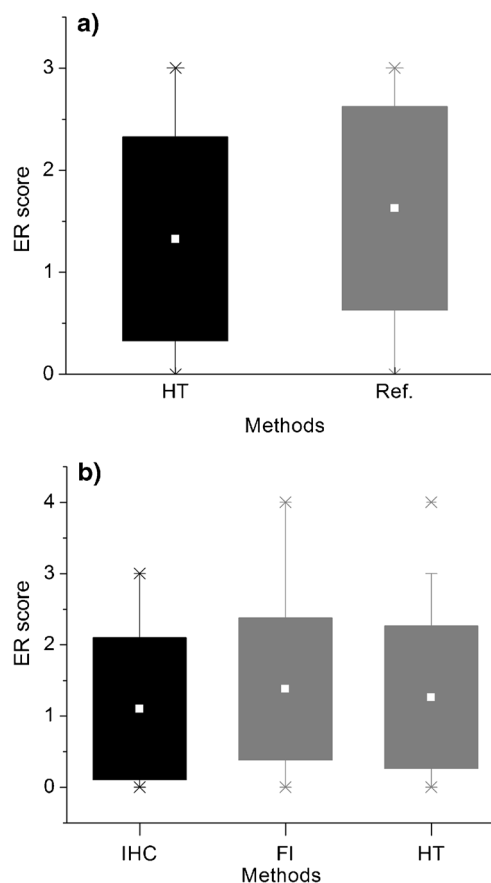 a)
3
2
1
0
ER score
HT Ref.
Methods
b)
4
3
2
1
0
ER score
IHC FI HT
Methods